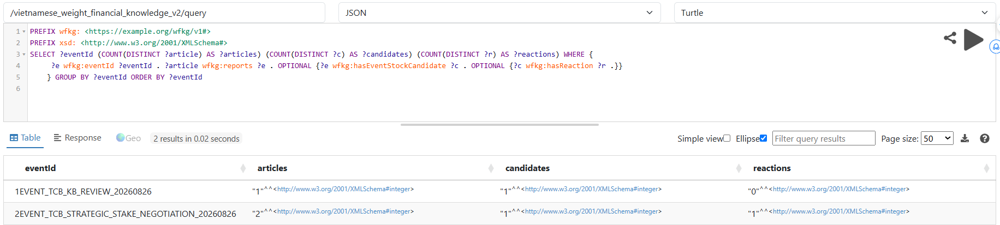 /vietnamese_weight_financial_knowledge_v2/query JSON Turtle
1 PREFIX wfkg: <https://example.org/wfkg/v1#>
2 PREFIX xsd: <http://www.w3.org/2001/XMLSchema#>
3 SELECT ?eventId (COUNT(DISTINCT ?article) AS ?articles) (COUNT(DISTINCT ?c) AS ?candidates) (COUNT(DISTINCT ?r) AS ?reactions) WHERE {
4 ?e wfkg:eventId ?eventId . ?article wfkg:reports ?e . OPTIONAL {?e wfkg:hasEventStockCandidate ?c . OPTIONAL {?c wfkg:hasReaction ?r .}}
5 } GROUP BY ?eventId ORDER BY ?eventId
6
Table Response Geo 2 results in 0.02 seconds Simple view Ellipse Filter query results Page size: 50
eventId articles candidates reactions
1EVENT_TCB_KB_REVIEW_20260826 "1"^^<http://www.w3.org/2001/XMLSchema#integer> "1"^^<http://www.w3.org/2001/XMLSchema#integer> "0"^^<http://www.w3.org/2001/XMLSchema#integer>
2EVENT_TCB_STRATEGIC_STAKE_NEGOTIATION_20260826 "2"^^<http://www.w3.org/2001/XMLSchema#integer> "1"^^<http://www.w3.org/2001/XMLSchema#integer> "1"^^<http://www.w3.org/2001/XMLSchema#integer>